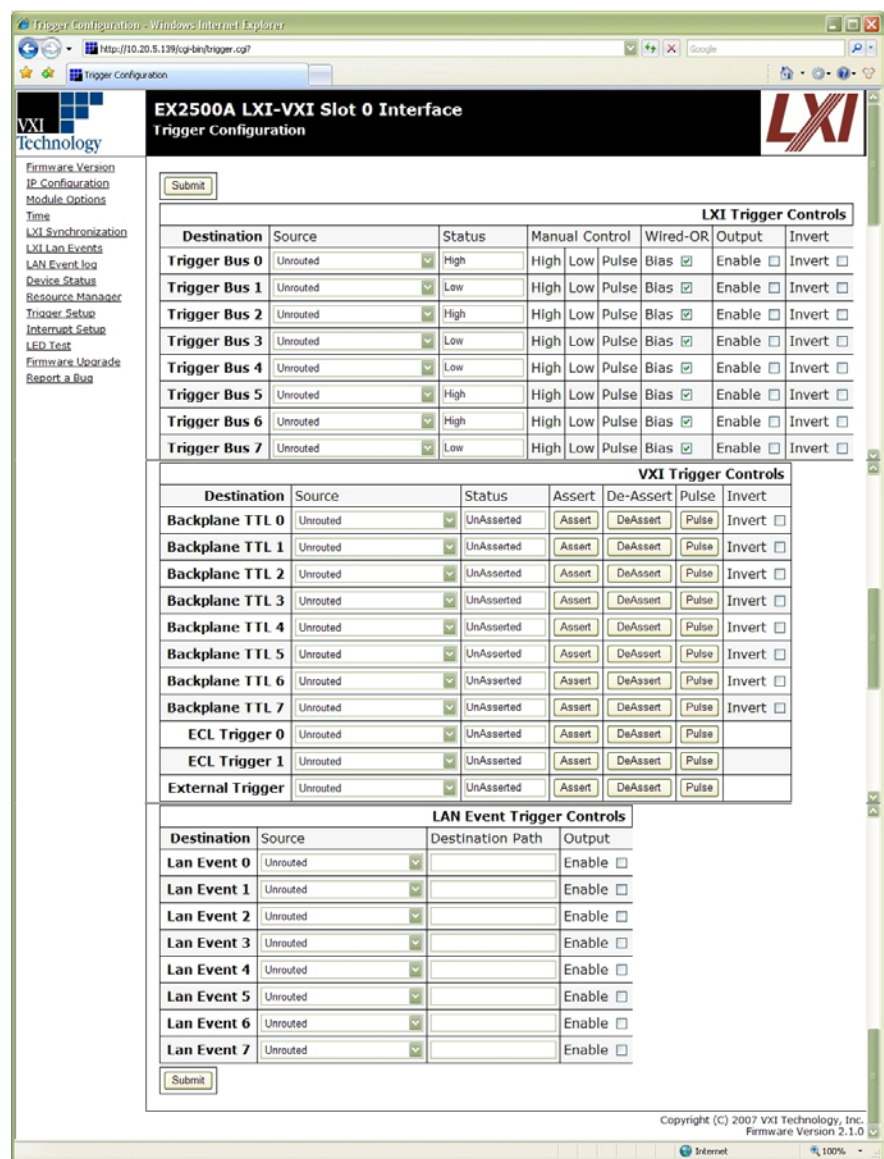 Trigger Configuration - Windows Internet Explorer
http://10.20.5.139/cgi-bin/trigger.cgi?
Google
Trigger Configuration
VXI Technology
EX2500A LXI-VXI Slot 0 Interface
Trigger Configuration
LXI
Firmware Version
IP Configuration
Module Options
Time
LXI Synchronization
LXI Lan Events
LAN Event log
Device Status
Resource Manager
Trigger Setup
Interrupt Setup
LED Test
Firmware Upgrade
Report a Bug
Submit
LXI Trigger Controls
Destination Source Status Manual Control Wired-OR Output Invert
Trigger Bus 0 Unrouted High High Low Pulse Bias Enable Invert
Trigger Bus 1 Unrouted Low High Low Pulse Bias Enable Invert
Trigger Bus 2 Unrouted High High Low Pulse Bias Enable Invert
Trigger Bus 3 Unrouted Low High Low Pulse Bias Enable Invert
Trigger Bus 4 Unrouted Low High Low Pulse Bias Enable Invert
Trigger Bus 5 Unrouted High High Low Pulse Bias Enable Invert
Trigger Bus 6 Unrouted High High Low Pulse Bias Enable Invert
Trigger Bus 7 Unrouted Low High Low Pulse Bias Enable Invert
VXI Trigger Controls
Destination Source Status Assert De-Assert Pulse Invert
Backplane TTL 0 Unrouted UnAsserted Assert DeAssert Pulse Invert
Backplane TTL 1 Unrouted UnAsserted Assert DeAssert Pulse Invert
Backplane TTL 2 Unrouted UnAsserted Assert DeAssert Pulse Invert
Backplane TTL 3 Unrouted UnAsserted Assert DeAssert Pulse Invert
Backplane TTL 4 Unrouted UnAsserted Assert DeAssert Pulse Invert
Backplane TTL 5 Unrouted UnAsserted Assert DeAssert Pulse Invert
Backplane TTL 6 Unrouted UnAsserted Assert DeAssert Pulse Invert
Backplane TTL 7 Unrouted UnAsserted Assert DeAssert Pulse Invert
ECL Trigger 0 Unrouted UnAsserted Assert DeAssert Pulse
ECL Trigger 1 Unrouted UnAsserted Assert DeAssert Pulse
External Trigger Unrouted UnAsserted Assert DeAssert Pulse
LAN Event Trigger Controls
Destination Source Destination Path Output
Lan Event 0 Unrouted Enable
Lan Event 1 Unrouted Enable
Lan Event 2 Unrouted Enable
Lan Event 3 Unrouted Enable
Lan Event 4 Unrouted Enable
Lan Event 5 Unrouted Enable
Lan Event 6 Unrouted Enable
Lan Event 7 Unrouted Enable
Submit
Copyright (C) 2007 VXI Technology, Inc.
Firmware Version 2.1.0
Internet 100%